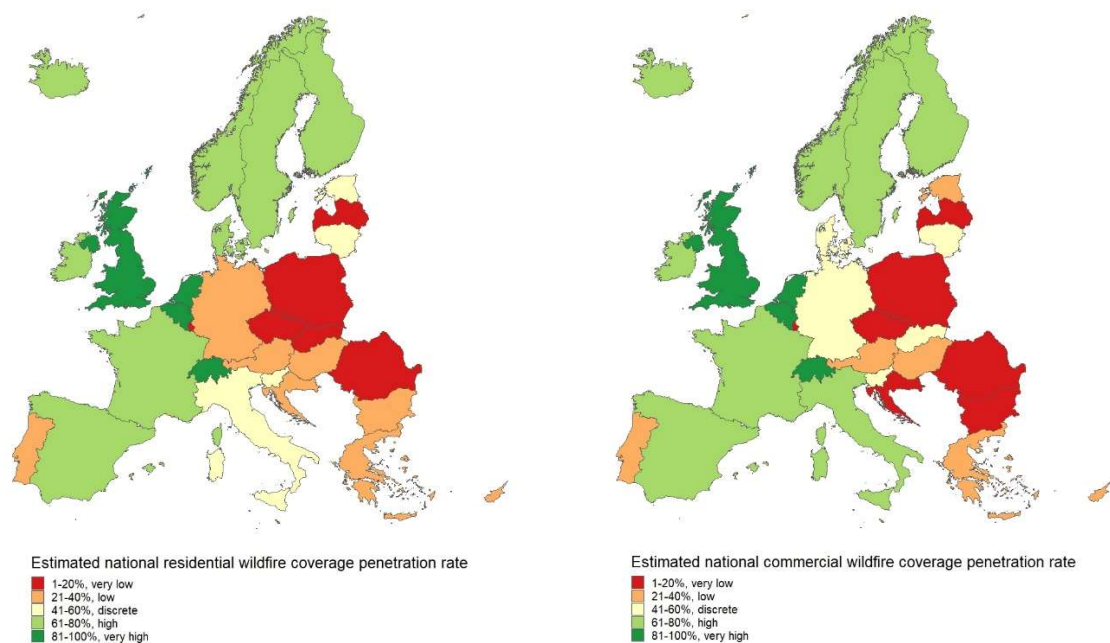 Estimated national residential wildfire coverage penetration rate
1-20%, very low
21-40%, low
41-60%, discrete
61-80%, high
81-100%, very high
Estimated national commercial wildfire coverage penetration rate
1-20%, very low
21-40%, low
41-60%, discrete
61-80%, high
81-100%, very high